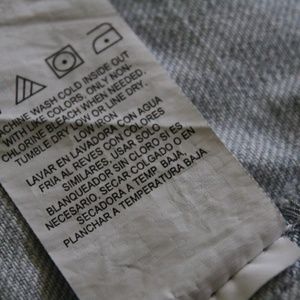 MACHINE WASH COLD INSIDE OUT
WITH LIKE COLORS. ONLY NON-
CHLORINE BLEACH WHEN NEEDED.
TUMBLE DRY LOW OR LINE DRY.
LOW IRON
LAVAR EN LAVADORA CON AGUA
FRIA AL REVES CON COLORES
SIMILARES. USAR SOLO
BLANQUEADOR SIN CLORO SI ES
NECESARIO. SECAR COLGADO O EN
SECADORA A TEMP. BAJA.
PLANCHAR A TEMPERATURA BAJA